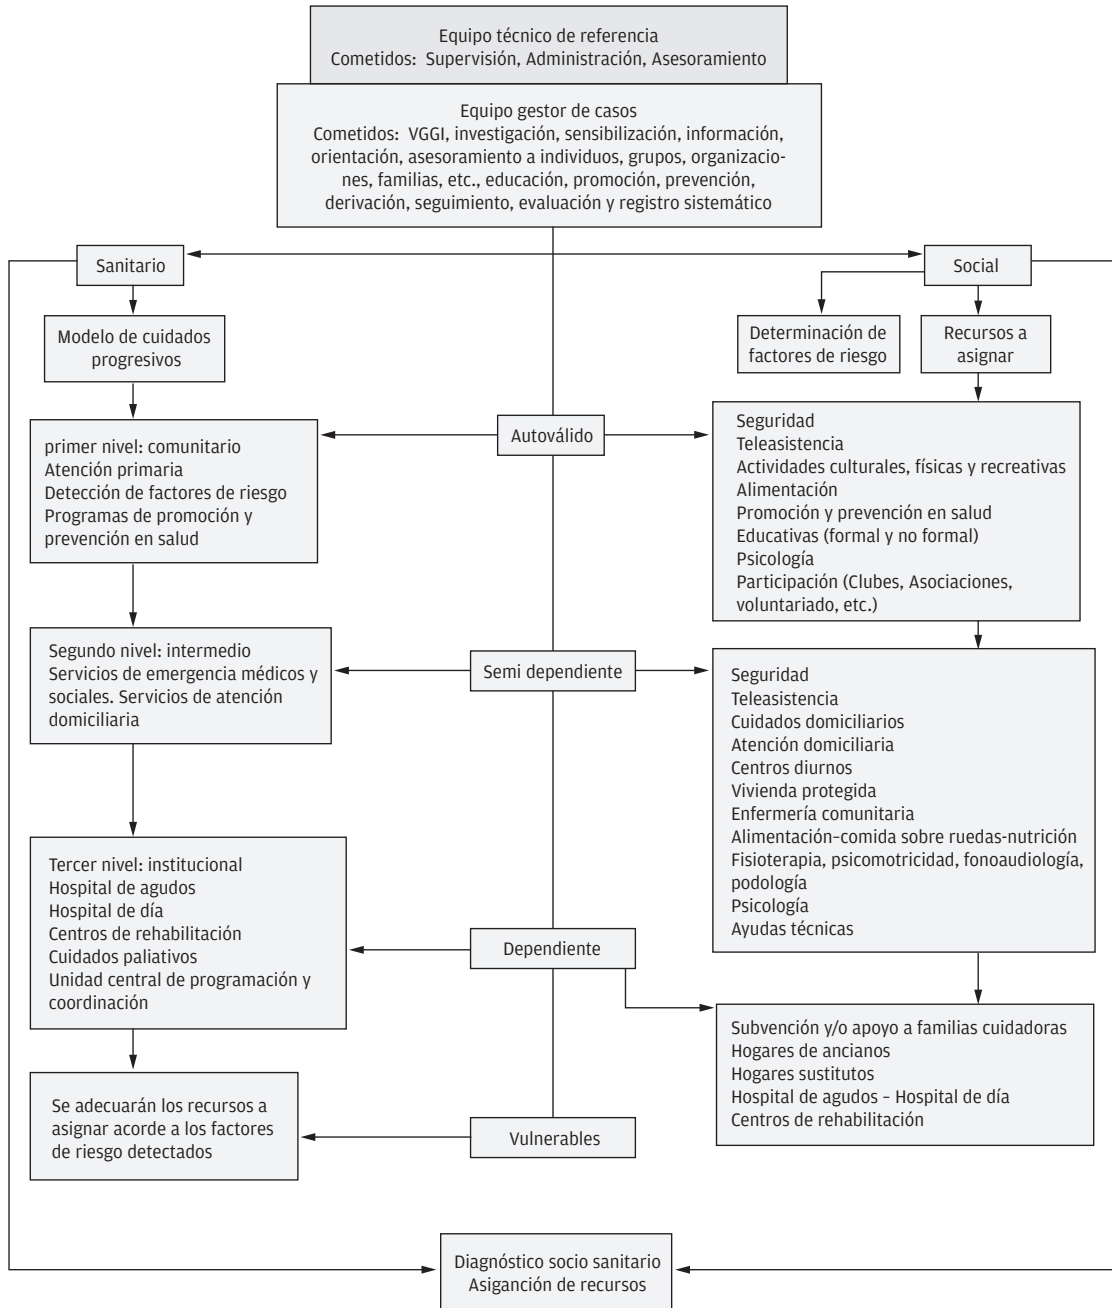 Equipo técnico de referencia
Cometidos: Supervisión, Administración, Asesoramiento
Equipo gestor de casos
Cometidos: VGGI, investigación, sensibilización, información,
orientación, asesoramiento a individuos, grupos, organizacio-
nes, familias, etc., educación, promoción, prevención,
derivación, seguimiento, evaluación y registro sistemático
Sanitario
Social
Modelo de cuidados
progresivos
Determinación de
factores de riesgo
Recursos a
asignar
primer nivel: comunitario
Atención primaria
Detección de factores de riesgo
Programas de promoción y
prevención en salud
Autoválido
Seguridad
Teleasistencia
Actividades culturales, físicas y recreativas
Alimentación
Promoción y prevención en salud
Educativas (formal y no formal)
Psicología
Participación (Clubes, Asociaciones,
voluntariado, etc.)
Segundo nivel: intermedio
Servicios de emergencia médicos y
sociales. Servicios de atención
domiciliaria
Semi dependiente
Seguridad
Teleasistencia
Cuidados domiciliarios
Atención domiciliaria
Centros diurnos
Vivienda protegida
Enfermería comunitaria
Alimentación-comida sobre ruedas-nutrición
Fisioterapia, psicomotricidad, fonoaudiología,
podología
Psicología
Ayudas técnicas
Tercer nivel: institucional
Hospital de agudos
Hospital de día
Centros de rehabilitación
Cuidados paliativos
Unidad central de programación y
coordinación
Dependiente
Subvención y/o apoyo a familias cuidadoras
Hogares de ancianos
Hogares sustitutos
Hospital de agudos – Hospital de día
Centros de rehabilitación
Se adecuarán los recursos a
asignar acorde a los factores
de riesgo detectados
Vulnerables
Diagnóstico socio sanitario
Asiganción de recursos